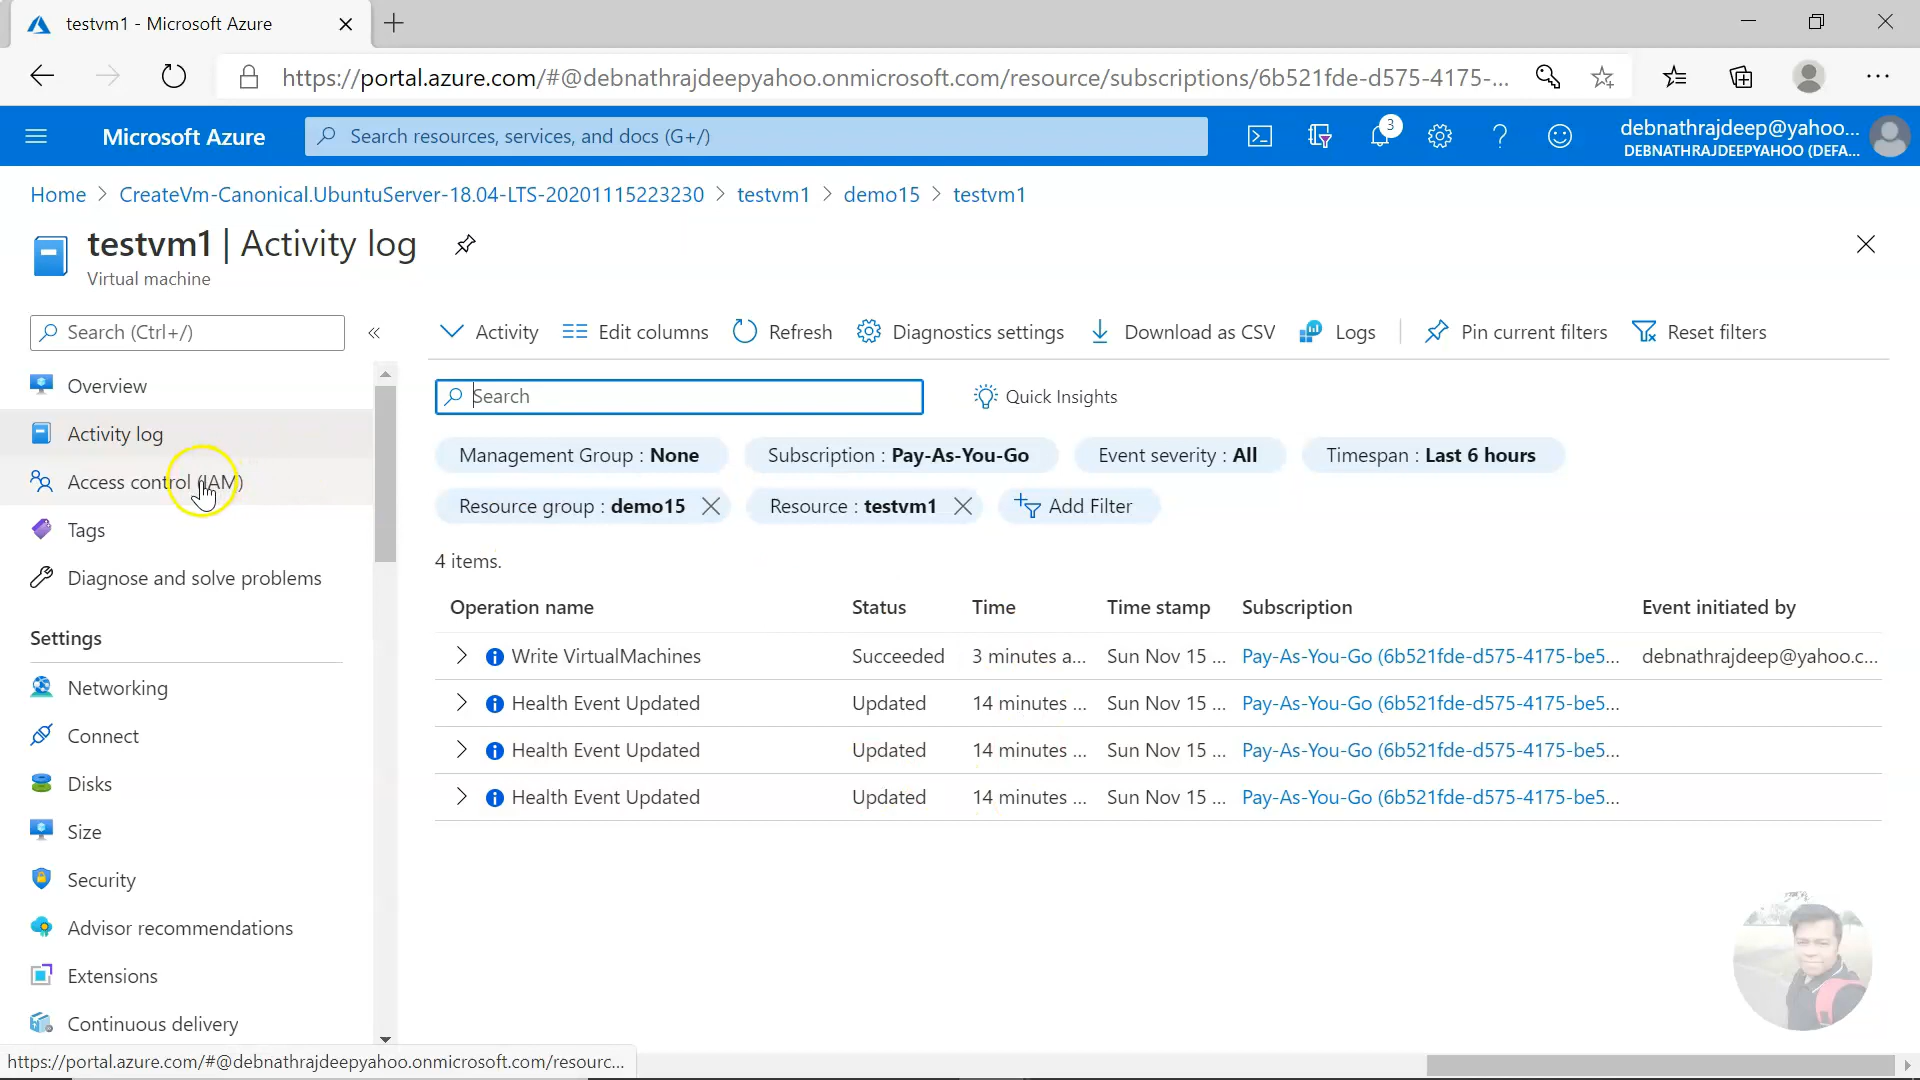 testvm1 - Microsoft Azure
https://portal.azure.com/#@debnathrajdeepyahoo.onmicrosoft.com/resource/subscriptions/6b521fde-d575-4175-...
Microsoft Azure
Search resources, services, and docs (G+/)
3
debnathrajdeep@yahoo...
DEBNATHRAJDEEPYAHOO (DEFA...
Home > CreateVm-Canonical.UbuntuServer-18.04-LTS-20201115223230 > testvm1 > demo15 > testvm1
testvm1 | Activity log
Virtual machine
Search (Ctrl+/)
«
Overview
Activity log
Access control (IAM)
Tags
Diagnose and solve problems
Settings
Networking
Connect
Disks
Size
Security
Advisor recommendations
Extensions
Continuous delivery
Activity Edit columns Refresh Diagnostics settings Download as CSV Logs Pin current filters Reset filters
Search
Quick Insights
Management Group : None Subscription : Pay-As-You-Go Event severity : All Timespan : Last 6 hours
Resource group : demo15 Resource : testvm1 Add Filter
4 items.
Operation name Status Time Time stamp Subscription Event initiated by
Write VirtualMachines Succeeded 3 minutes a... Sun Nov 15 ... Pay-As-You-Go (6b521fde-d575-4175-be5... debnathrajdeep@yahoo.c...
Health Event Updated Updated 14 minutes ... Sun Nov 15 ... Pay-As-You-Go (6b521fde-d575-4175-be5...
Health Event Updated Updated 14 minutes ... Sun Nov 15 ... Pay-As-You-Go (6b521fde-d575-4175-be5...
Health Event Updated Updated 14 minutes ... Sun Nov 15 ... Pay-As-You-Go (6b521fde-d575-4175-be5...
https://portal.azure.com/#@debnathrajdeepyahoo.onmicrosoft.com/resourc...